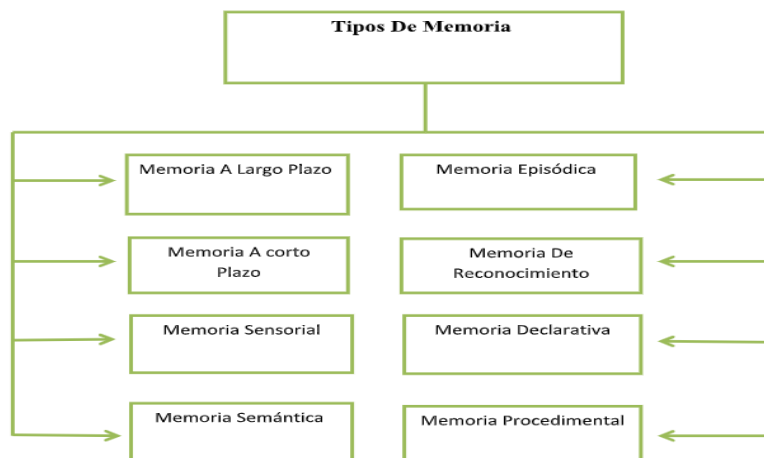 Tipos De Memoria
Memoria A Largo Plazo
Memoria Episódica
Memoria A corto
Plazo
Memoria De
Reconocimiento
Memoria Sensorial
Memoria Declarativa
Memoria Semántica
Memoria Procedimental